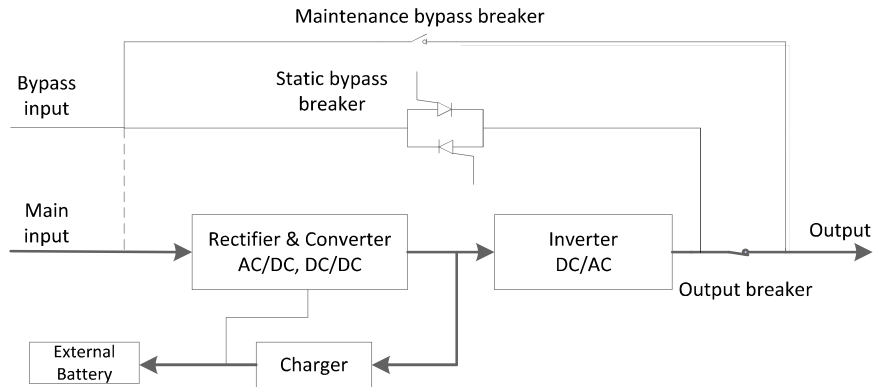 Maintenance bypass breaker
Bypass
input
Static bypass
breaker
Main
input
Rectifier & Converter
AC/DC, DC/DC
Inverter
DC/AC
Output
Output breaker
External
Battery
Charger